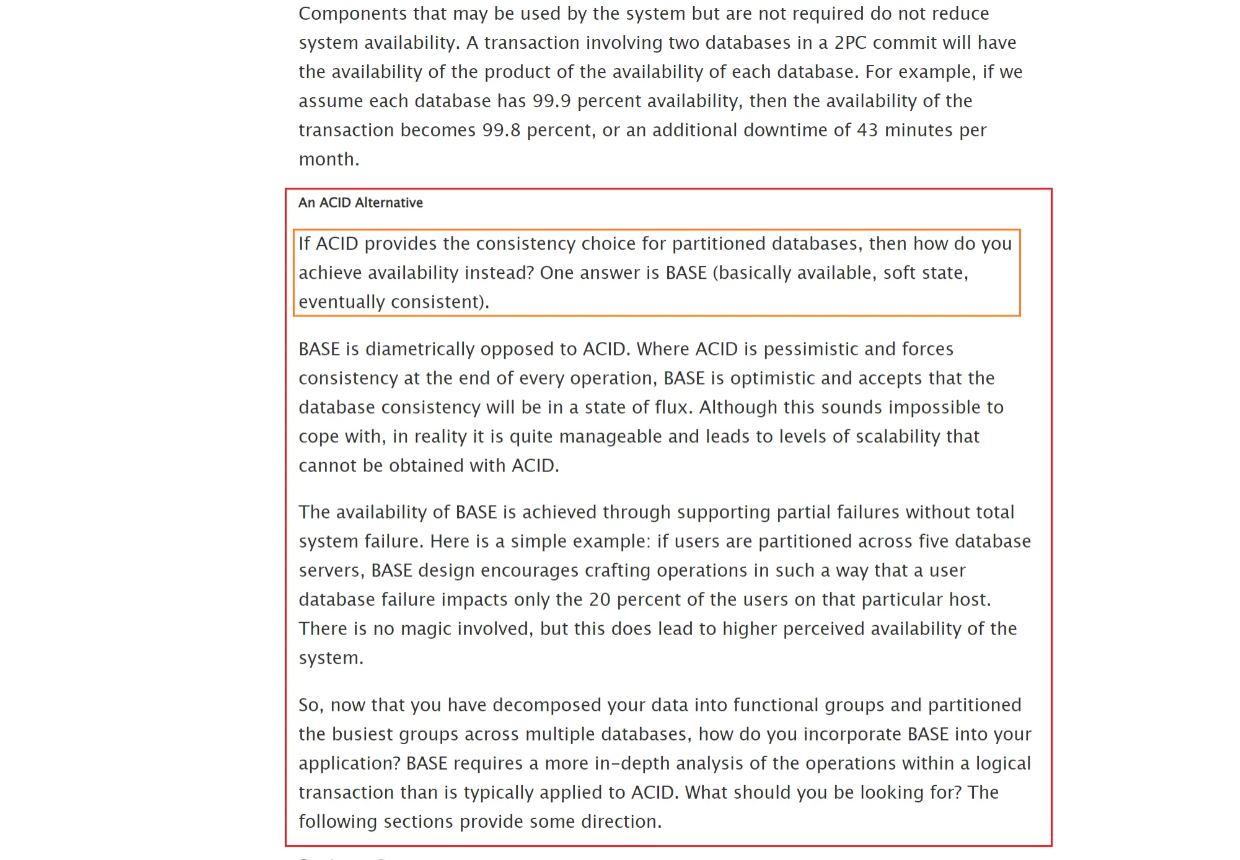 Components that may be used by the system but are not required do not reduce
system availability. A transaction involving two databases in a 2PC commit will have
the availability of the product of the availability of each database. For example, if we
assume each database has 99.9 percent availability, then the availability of the
transaction becomes 99.8 percent, or an additional downtime of 43 minutes per
month.
An ACID Alternative
If ACID provides the consistency choice for partitioned databases, then how do you
achieve availability instead? One answer is BASE (basically available, soft state,
eventually consistent).
BASE is diametrically opposed to ACID. Where ACID is pessimistic and forces
consistency at the end of every operation, BASE is optimistic and accepts that the
database consistency will be in a state of flux. Although this sounds impossible to
cope with, in reality it is quite manageable and leads to levels of scalability that
cannot be obtained with ACID.
The availability of BASE is achieved through supporting partial failures without total
system failure. Here is a simple example: if users are partitioned across five database
servers, BASE design encourages crafting operations in such a way that a user
database failure impacts only the 20 percent of the users on that particular host.
There is no magic involved, but this does lead to higher perceived availability of the
system.
So, now that you have decomposed your data into functional groups and partitioned
the busiest groups across multiple databases, how do you incorporate BASE into your
application? BASE requires a more in-depth analysis of the operations within a logical
transaction than is typically applied to ACID. What should you be looking for? The
following sections provide some direction.